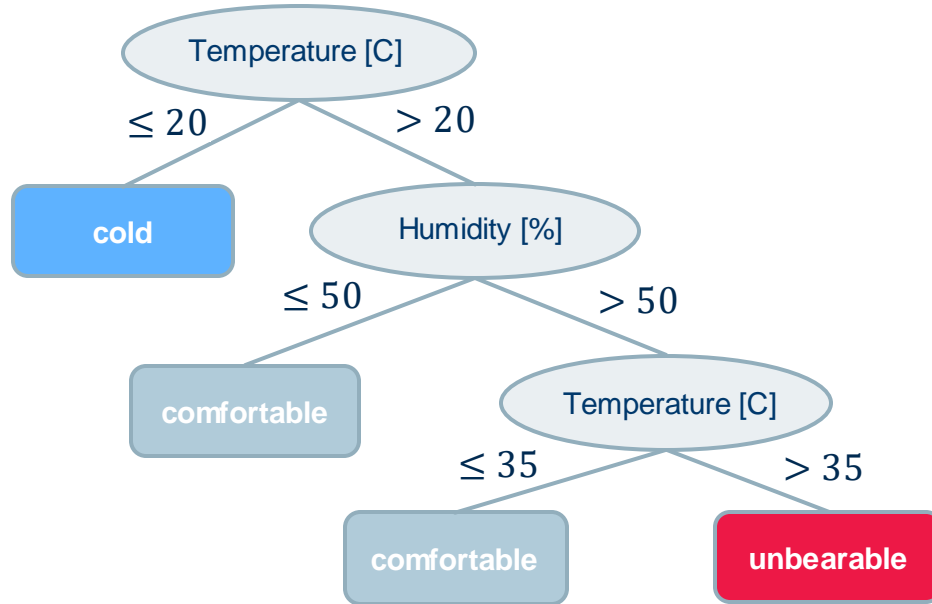 Temperature [C]
≤ 20
> 20
cold
Humidity [%]
≤ 50
> 50
comfortable
Temperature [C]
≤ 35
> 35
comfortable
unbearable